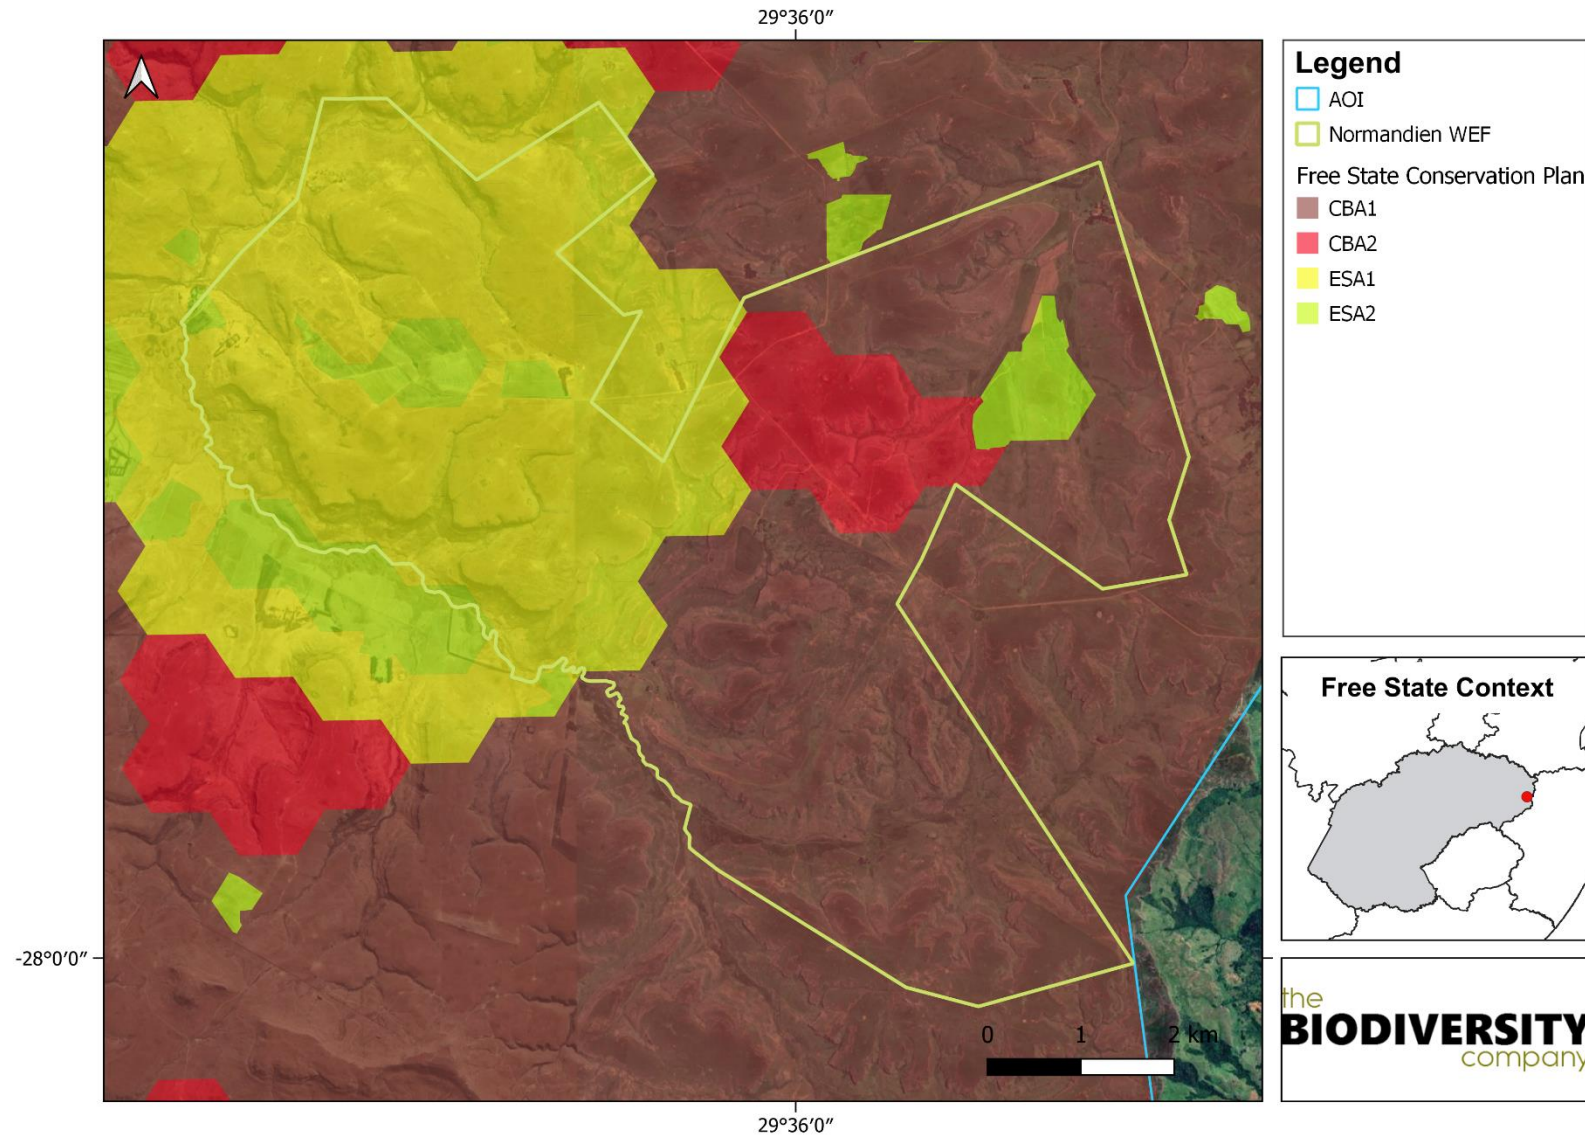 29°36'0"
Legend
AOI
Normandien WEF
Free State Conservation Plan
CBA1
CBA2
ESA1
ESA2
Free State Context
-28°0'0"
0 1 2 km
the
BIODIVERSITY
company
29°36'0"